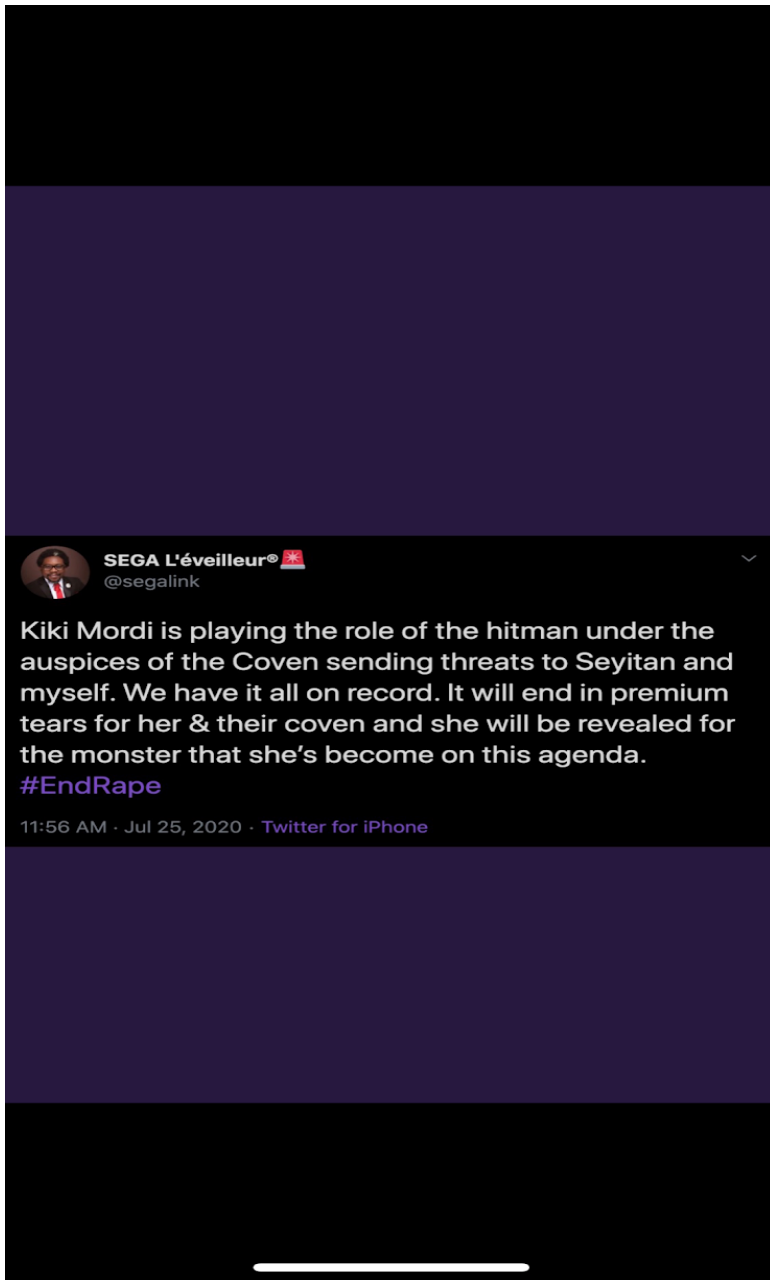 SEGA L'éveilleur®🚨
@segalink
Kiki Mordi is playing the role of the hitman under the
auspices of the Coven sending threats to Seyitan and
myself. We have it all on record. It will end in premium
tears for her & their coven and she will be revealed for
the monster that she’s become on this agenda.
#EndRape
11:56 AM · Jul 25, 2020 · Twitter for iPhone